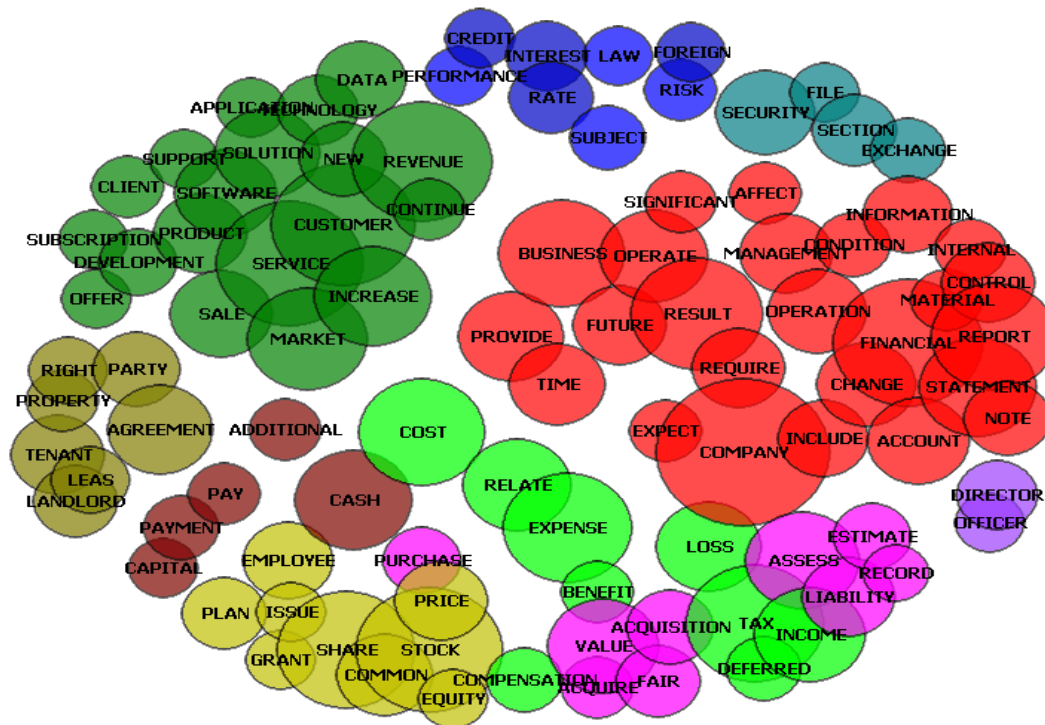 CREDIT
INTEREST
LAW
FOREIGN
DATA
PERFORMANCE
RATE
RISK
FILE
APPLICATION
TECHNOLOGY
SECURITY
SECTION
SUBJECT
EXCHANGE
SUPPORT
SOLUTION
NEW
REVENUE
CLIENT
SOFTWARE
AFFECT
SIGNIFICANT
CONTINUE
INFORMATION
CUSTOMER
PRODUCT
SUBSCRIPTION
DEVELOPMENT
SERVICE
BUSINESS
OPERATE
MANAGEMENT
CONDITION
INTERNAL
CONTROL
OFFER
INCREASE
MATERIAL
SALE
MARKET
PROVIDE
FUTURE
RESULT
OPERATION
FINANCIAL
REPORT
RIGHT
PARTY
REQUIRE
PROPERTY
TIME
CHANGE
STATEMENT
NOTE
AGREEMENT
ADDITIONAL
COST
EXPECT
INCLUDE
ACCOUNT
TENANT
COMPANY
LEAS
LANDLORD
PAY
CASH
RELATE
DIRECTOR
OFFICER
PAYMENT
EXPENSE
ESTIMATE
CAPITAL
EMPLOYEE
PURCHASE
LOSS
ASSESS
RECORD
BENEFIT
LIABILITY
PLAN
ISSUE
PRICE
TAX
ACQUISITION
INCOME
SHARE
STOCK
VALUE
GRANT
COMMON
DEFERRED
COMPENSATION
ACQUIRE
FAIR
EQUITY